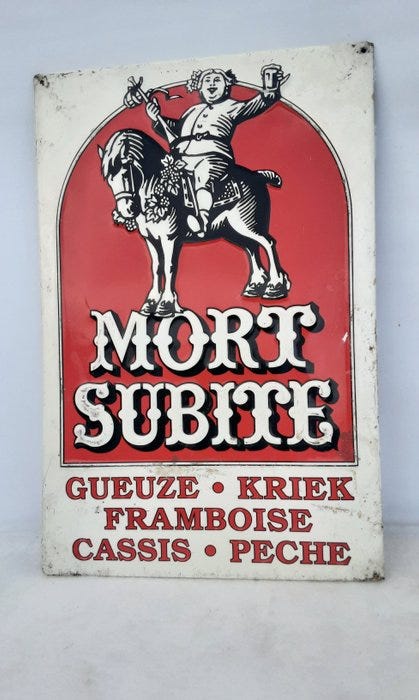 MORT
SUBITE
GUEUZE • KRIEK
FRAMBOISE
CASSIS • PECHE